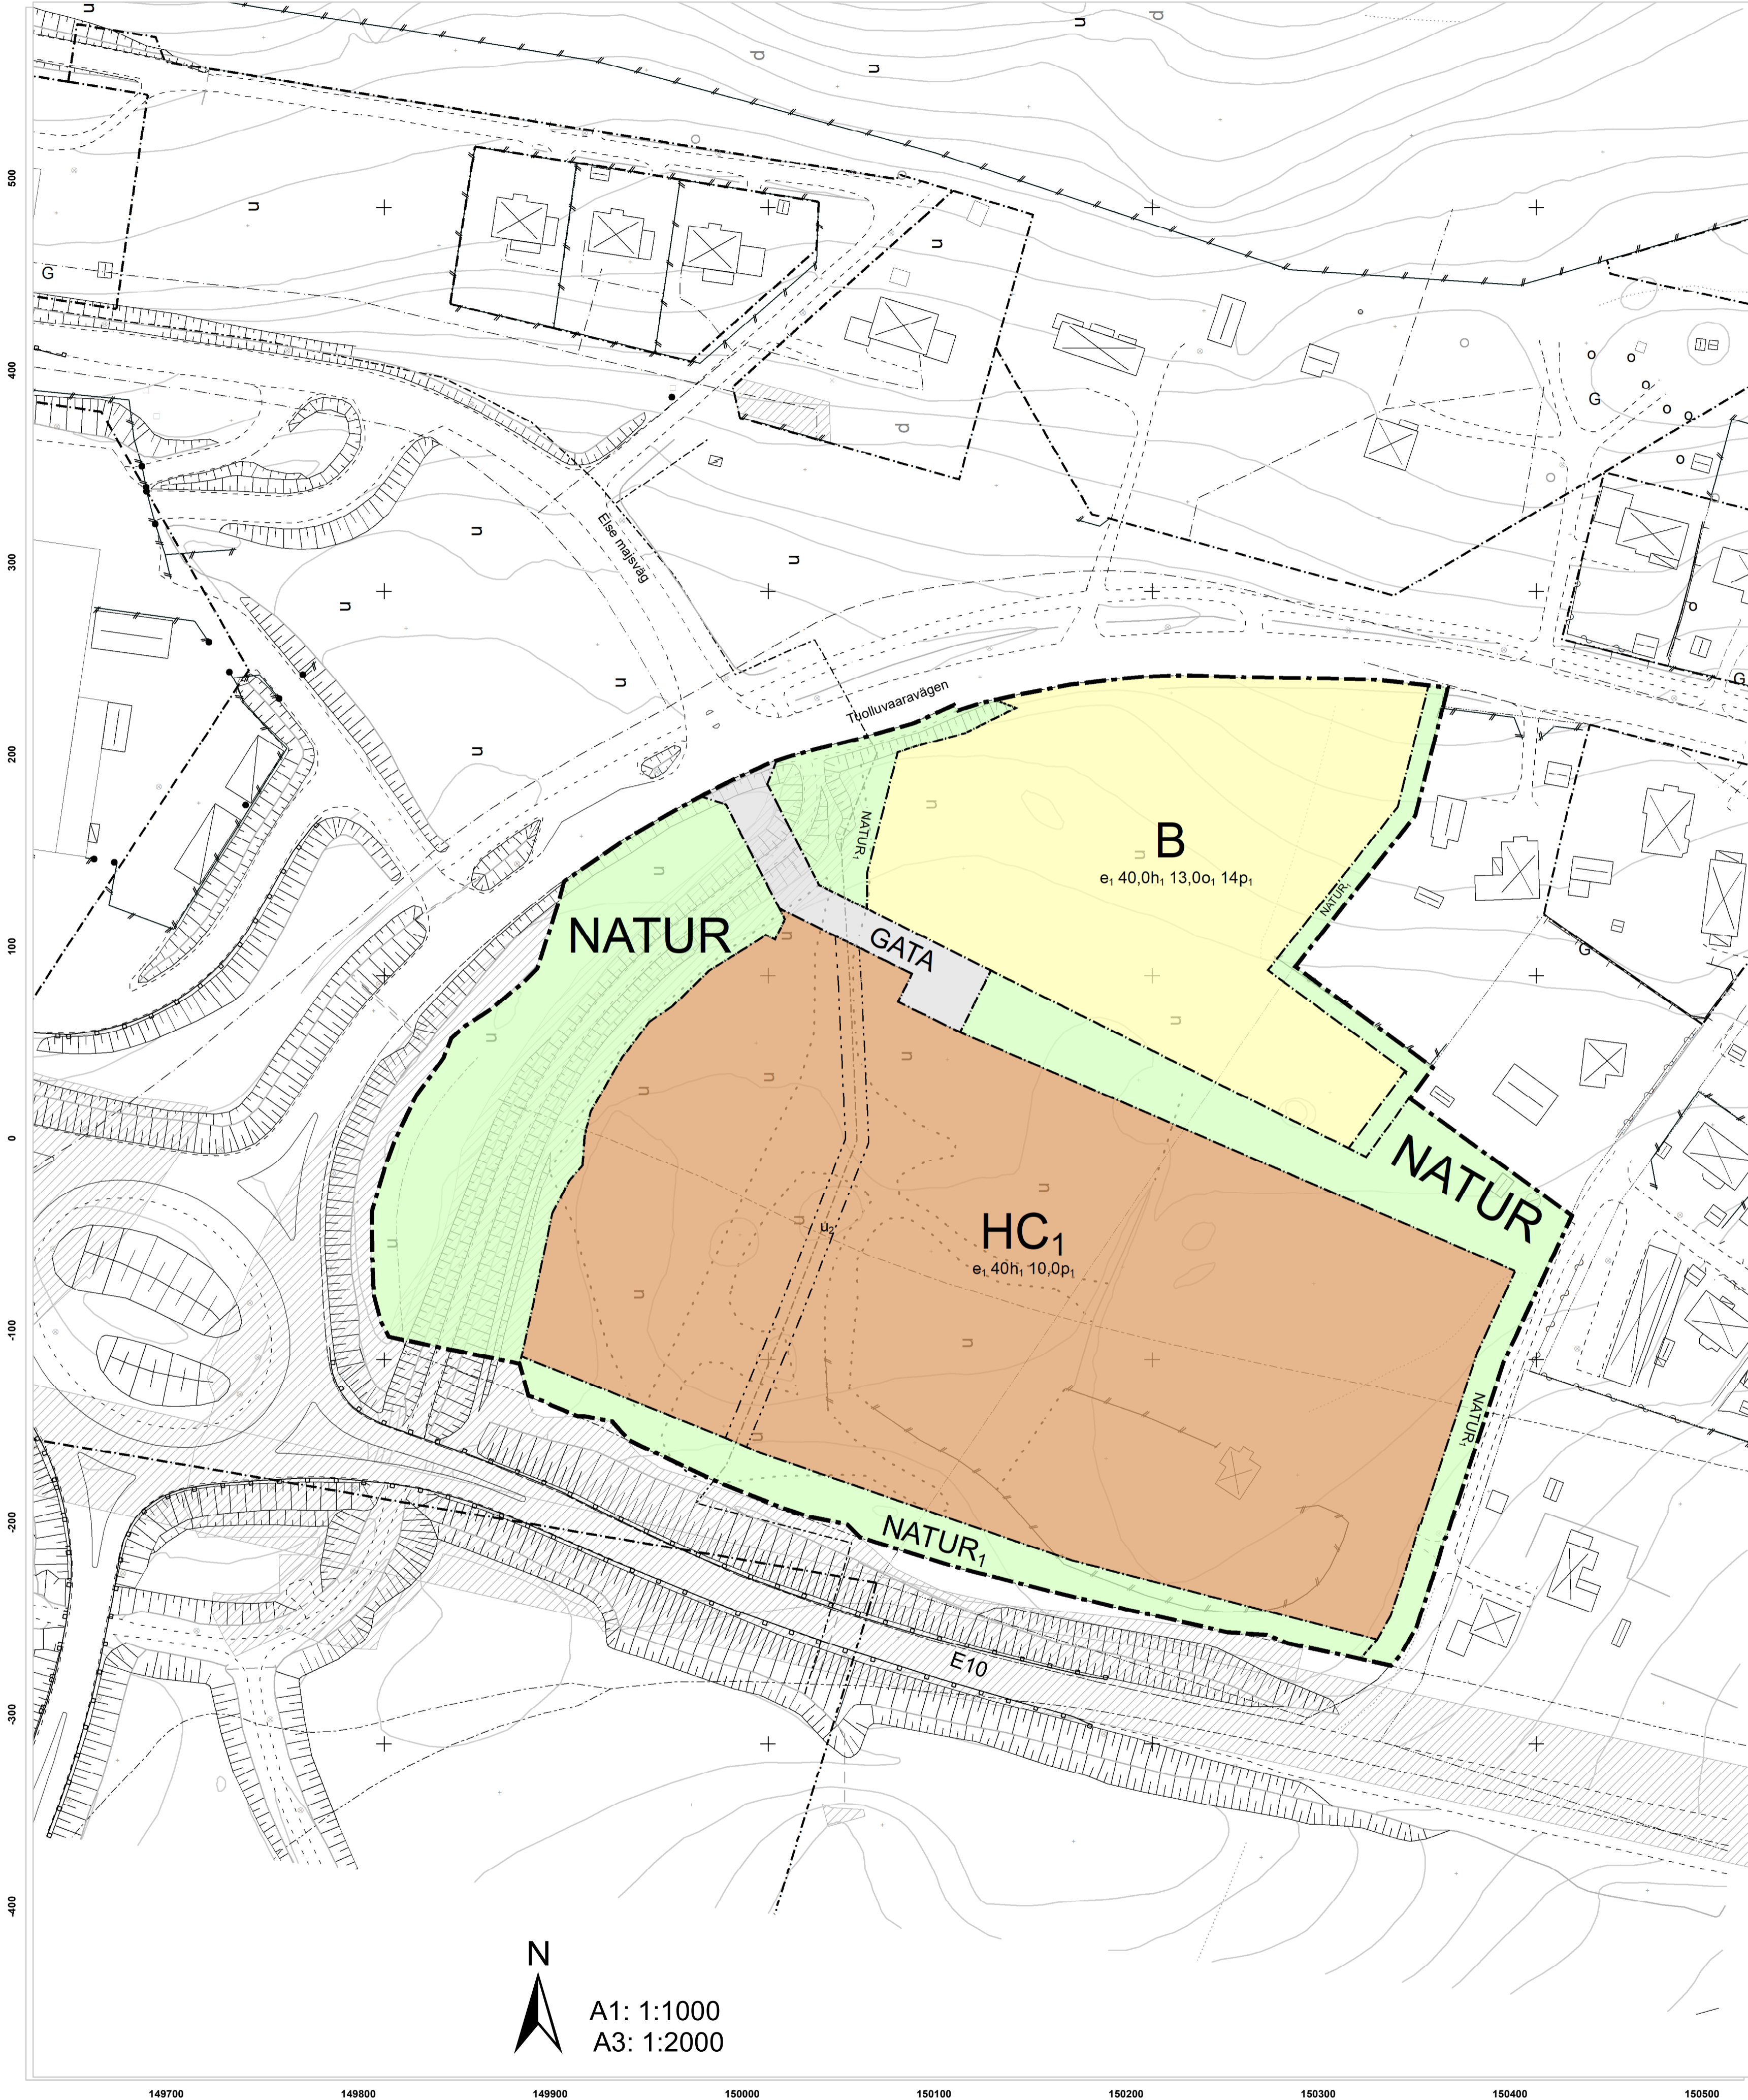 n
n
d
d
n
500
n
n
G
400
G
d
300
n
n
Else majsväg
n
n
G
200
Tuolluvaaravägen
n
NATUR₁
B
e₁ 40,0h₁ 13,0o₁ 14p₁
NATUR₁
100
NATUR
GATA
G
0
NATUR
u₂
HC₁
e₁ 40h₁ 10,0p₁
-100
NATUR₁
-200
NATUR₁
E10
-300
-400
N
A1: 1:1000
A3: 1:2000
149700 149800 149900 150000 150100 150200 150300 150400 150500